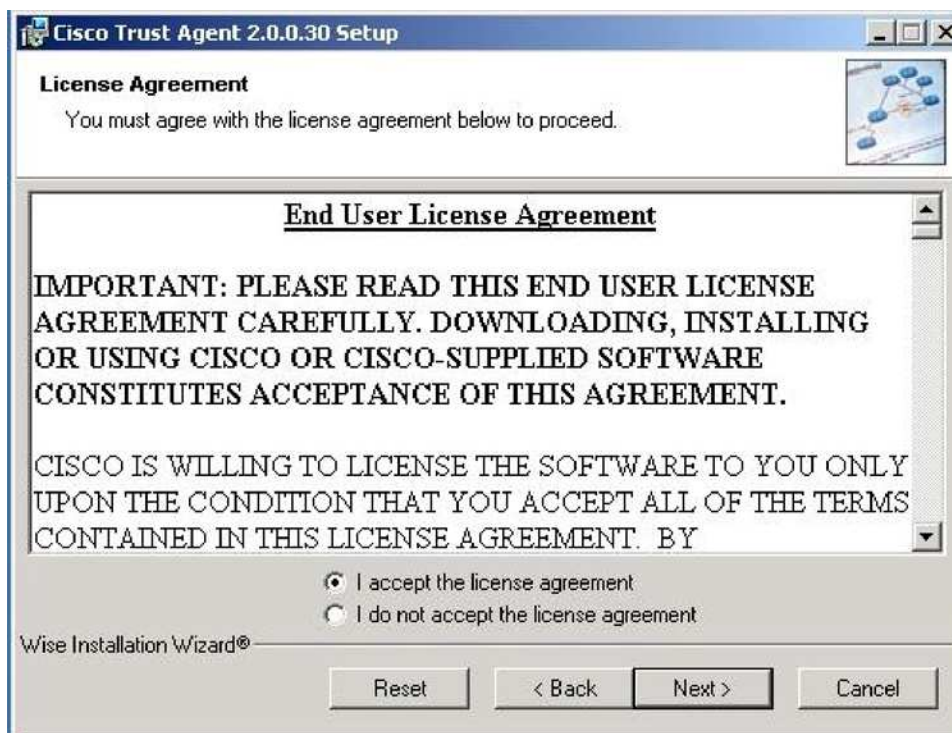 Cisco Trust Agent 2.0.0.30 Setup
License Agreement
You must agree with the license agreement below to proceed.
End User License Agreement
IMPORTANT: PLEASE READ THIS END USER LICENSE
AGREEMENT CAREFULLY. DOWNLOADING, INSTALLING
OR USING CISCO OR CISCO-SUPPLIED SOFTWARE
CONSTITUTES ACCEPTANCE OF THIS AGREEMENT.
CISCO IS WILLING TO LICENSE THE SOFTWARE TO YOU ONLY
UPON THE CONDITION THAT YOU ACCEPT ALL OF THE TERMS
CONTAINED IN THIS LICENSE AGREEMENT. BY
I accept the license agreement
I do not accept the license agreement
Wise Installation Wizard®
Reset
< Back
Next >
Cancel